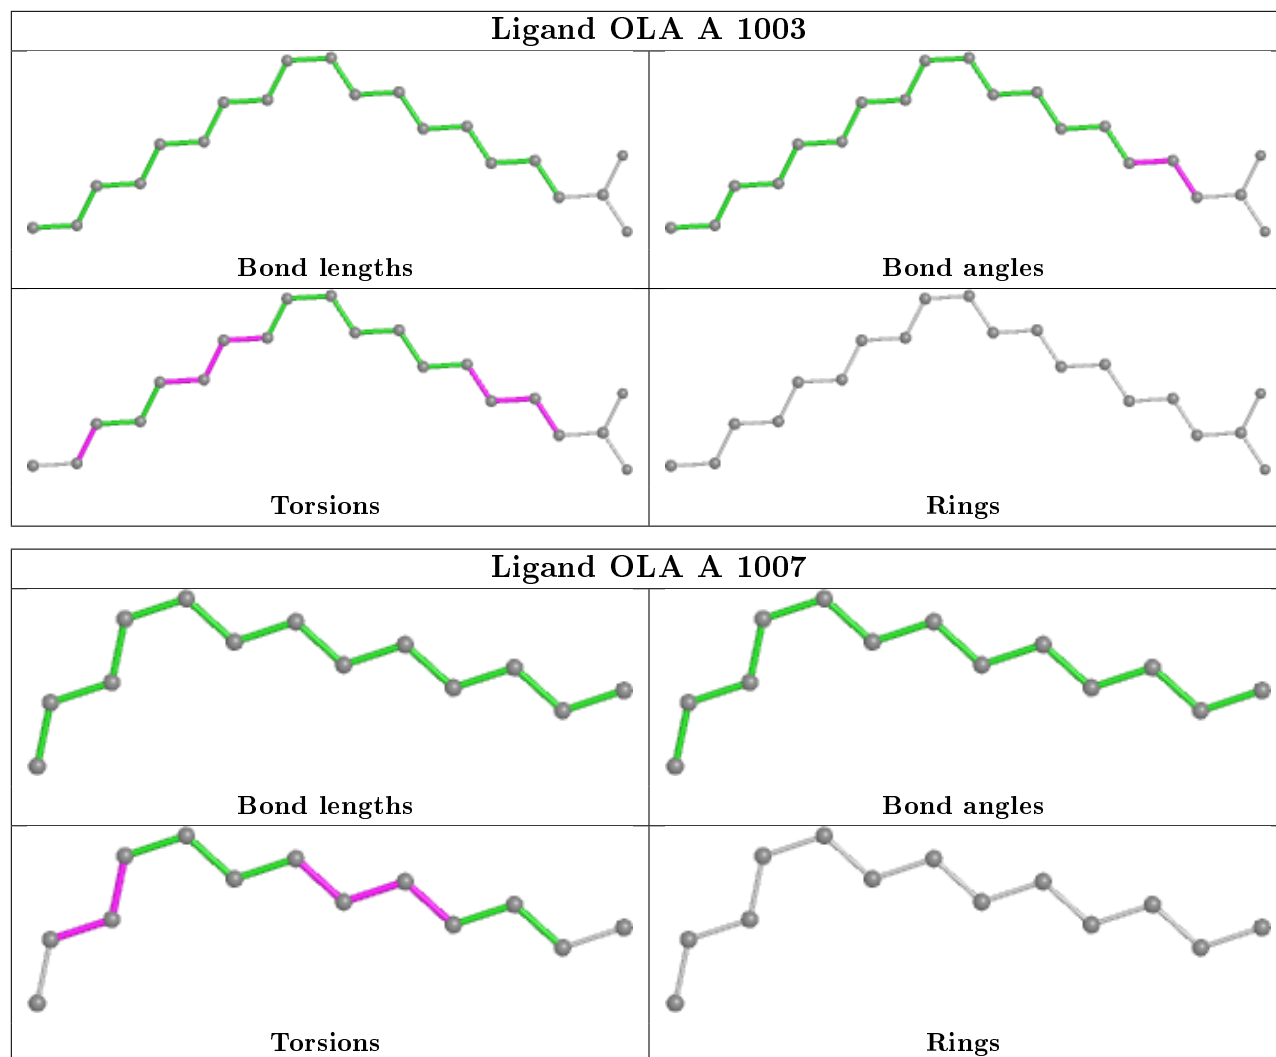 Ligand OLA A 1003
Bond lengths
Bond angles
Torsions
Rings
Ligand OLA A 1007
Bond lengths
Bond angles
Torsions
Rings